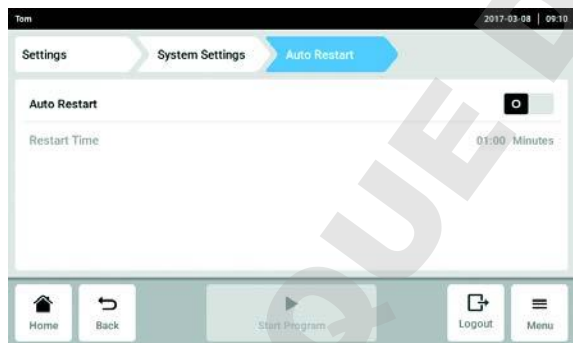 Tom 2017-03-08 | 09:10
Settings System Settings Auto Restart
Auto Restart O
Restart Time 01:00 Minutes
Home Back Start Program Logout Menu